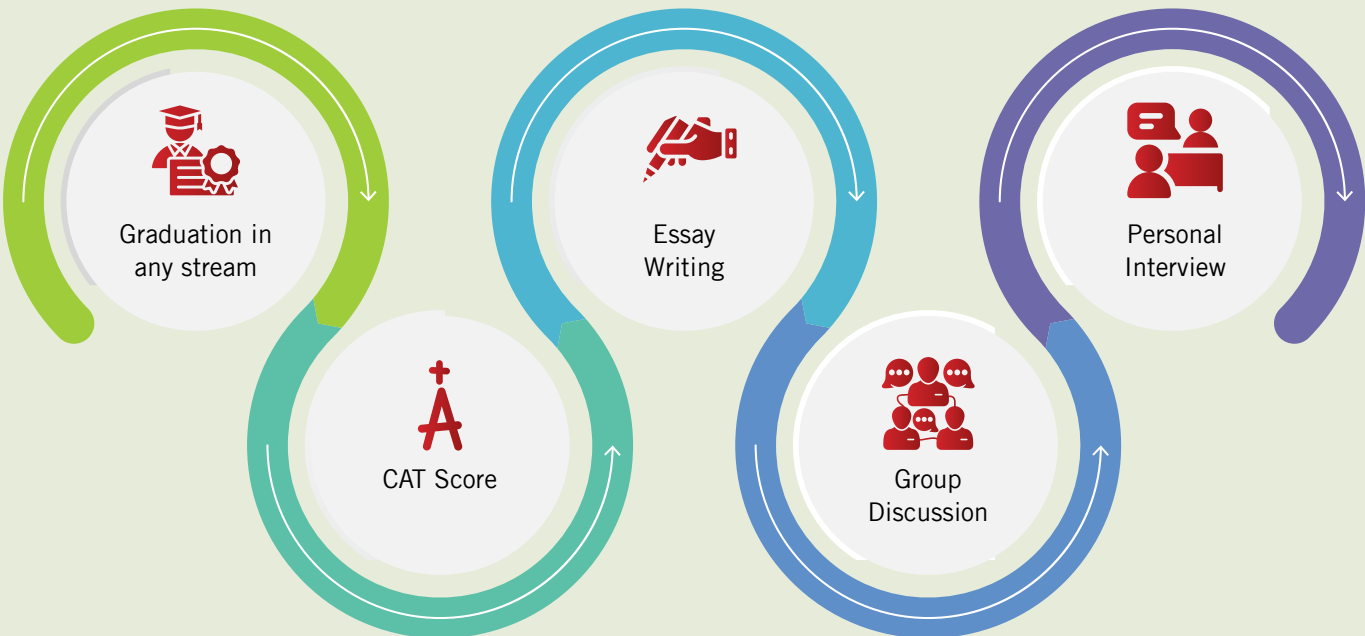 Graduation in
any stream
CAT Score
Essay
Writing
Group
Discussion
Personal
Interview